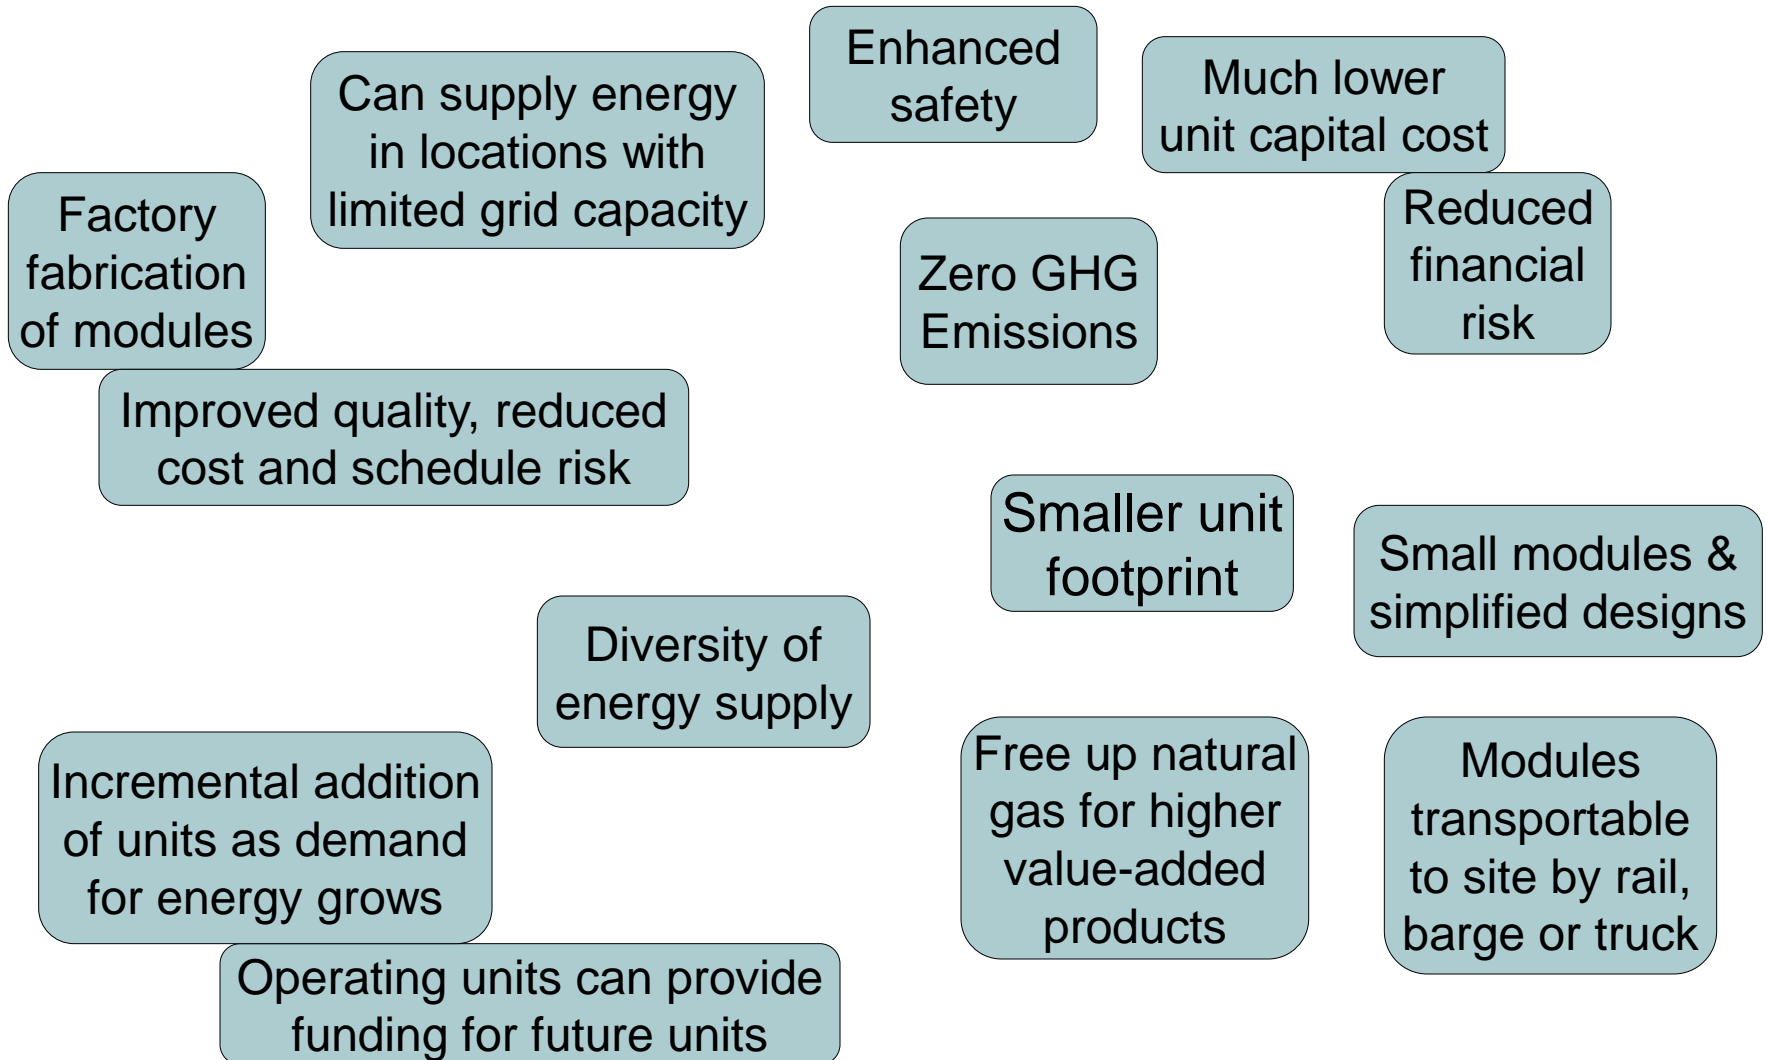 Enhanced
safety
Much lower
unit capital cost
Can supply energy
in locations with
limited grid capacity
Factory
fabrication
of modules
Reduced
financial
risk
Zero GHG
Emissions
Improved quality, reduced
cost and schedule risk
Smaller unit
footprint
Small modules &
simplified designs
Diversity of
energy supply
Free up natural
gas for higher
value-added
products
Modules
transportable
to site by rail,
barge or truck
Incremental addition
of units as demand
for energy grows
Operating units can provide
funding for future units